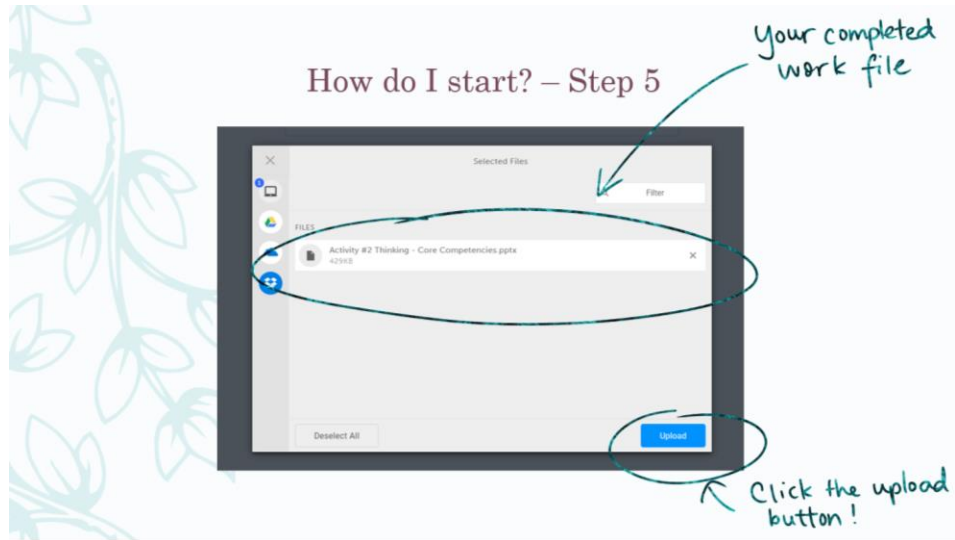 Your completed
work file
How do I start? – Step 5
Selected Files
1
Filter
FILES
Activity #2 Thinking - Core Competencies.pptx
429KB
Deselect All
Upload
Click the upload
button!